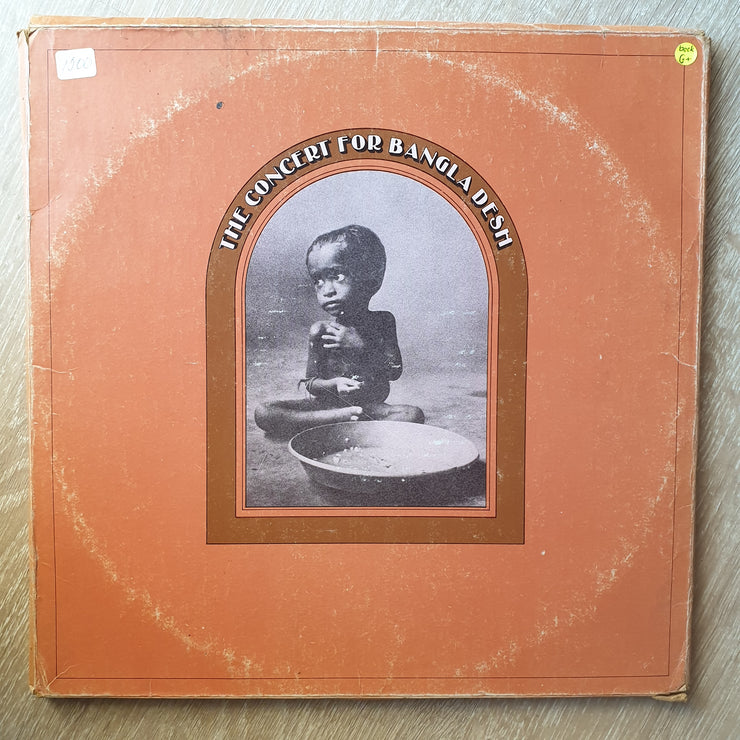 THE CONCERT FOR BANGLA DESH
G+